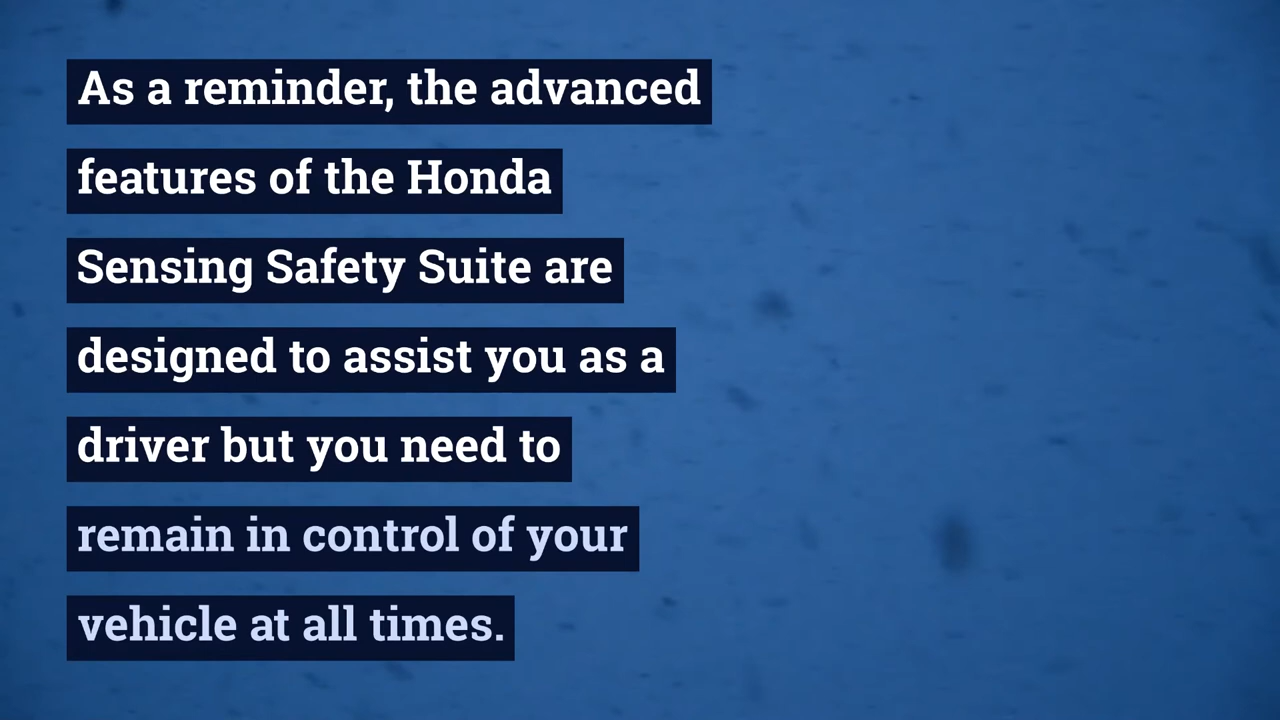 As a reminder, the advanced
features of the Honda
Sensing Safety Suite are
designed to assist you as a
driver but you need to
remain in control of your
vehicle at all times.